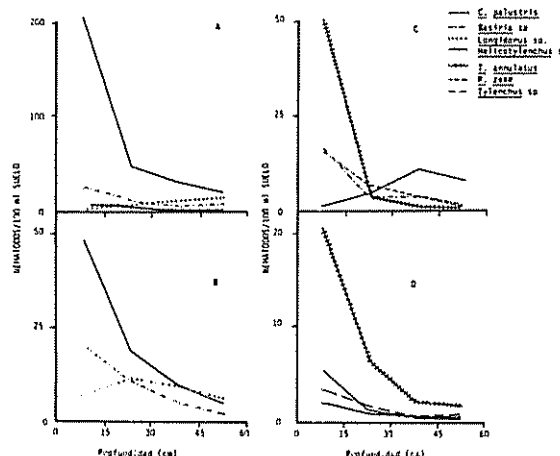 200
100
0
A
50
25
0
C
C. palustris
Basiria sp
Longidorus sp.
Helicotylenchus s
T. annulatus
P. zeae
Tylenchus sp
NEMATODOS/100 ml SUELO
NEMATODOS/100 ml SUELO
50
25
0
B
20
10
0
D
0 15 30 45 60
0 15 30 45 60
Profundidad (cm)
Profundidad (cm)